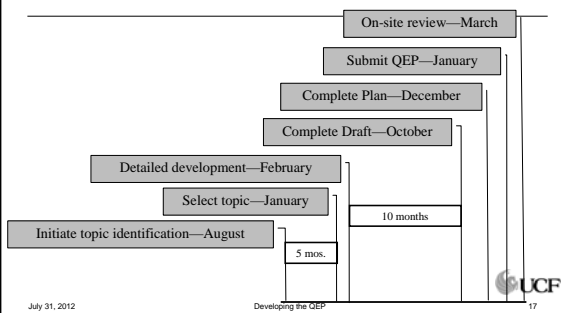 On-site review—March
Submit QEP—January
Complete Plan—December
Complete Draft—October
Detailed development—February
Select topic—January
10 months
Initiate topic identification—August
5 mos.
UCF
July 31, 2012
Developing the QEP
17